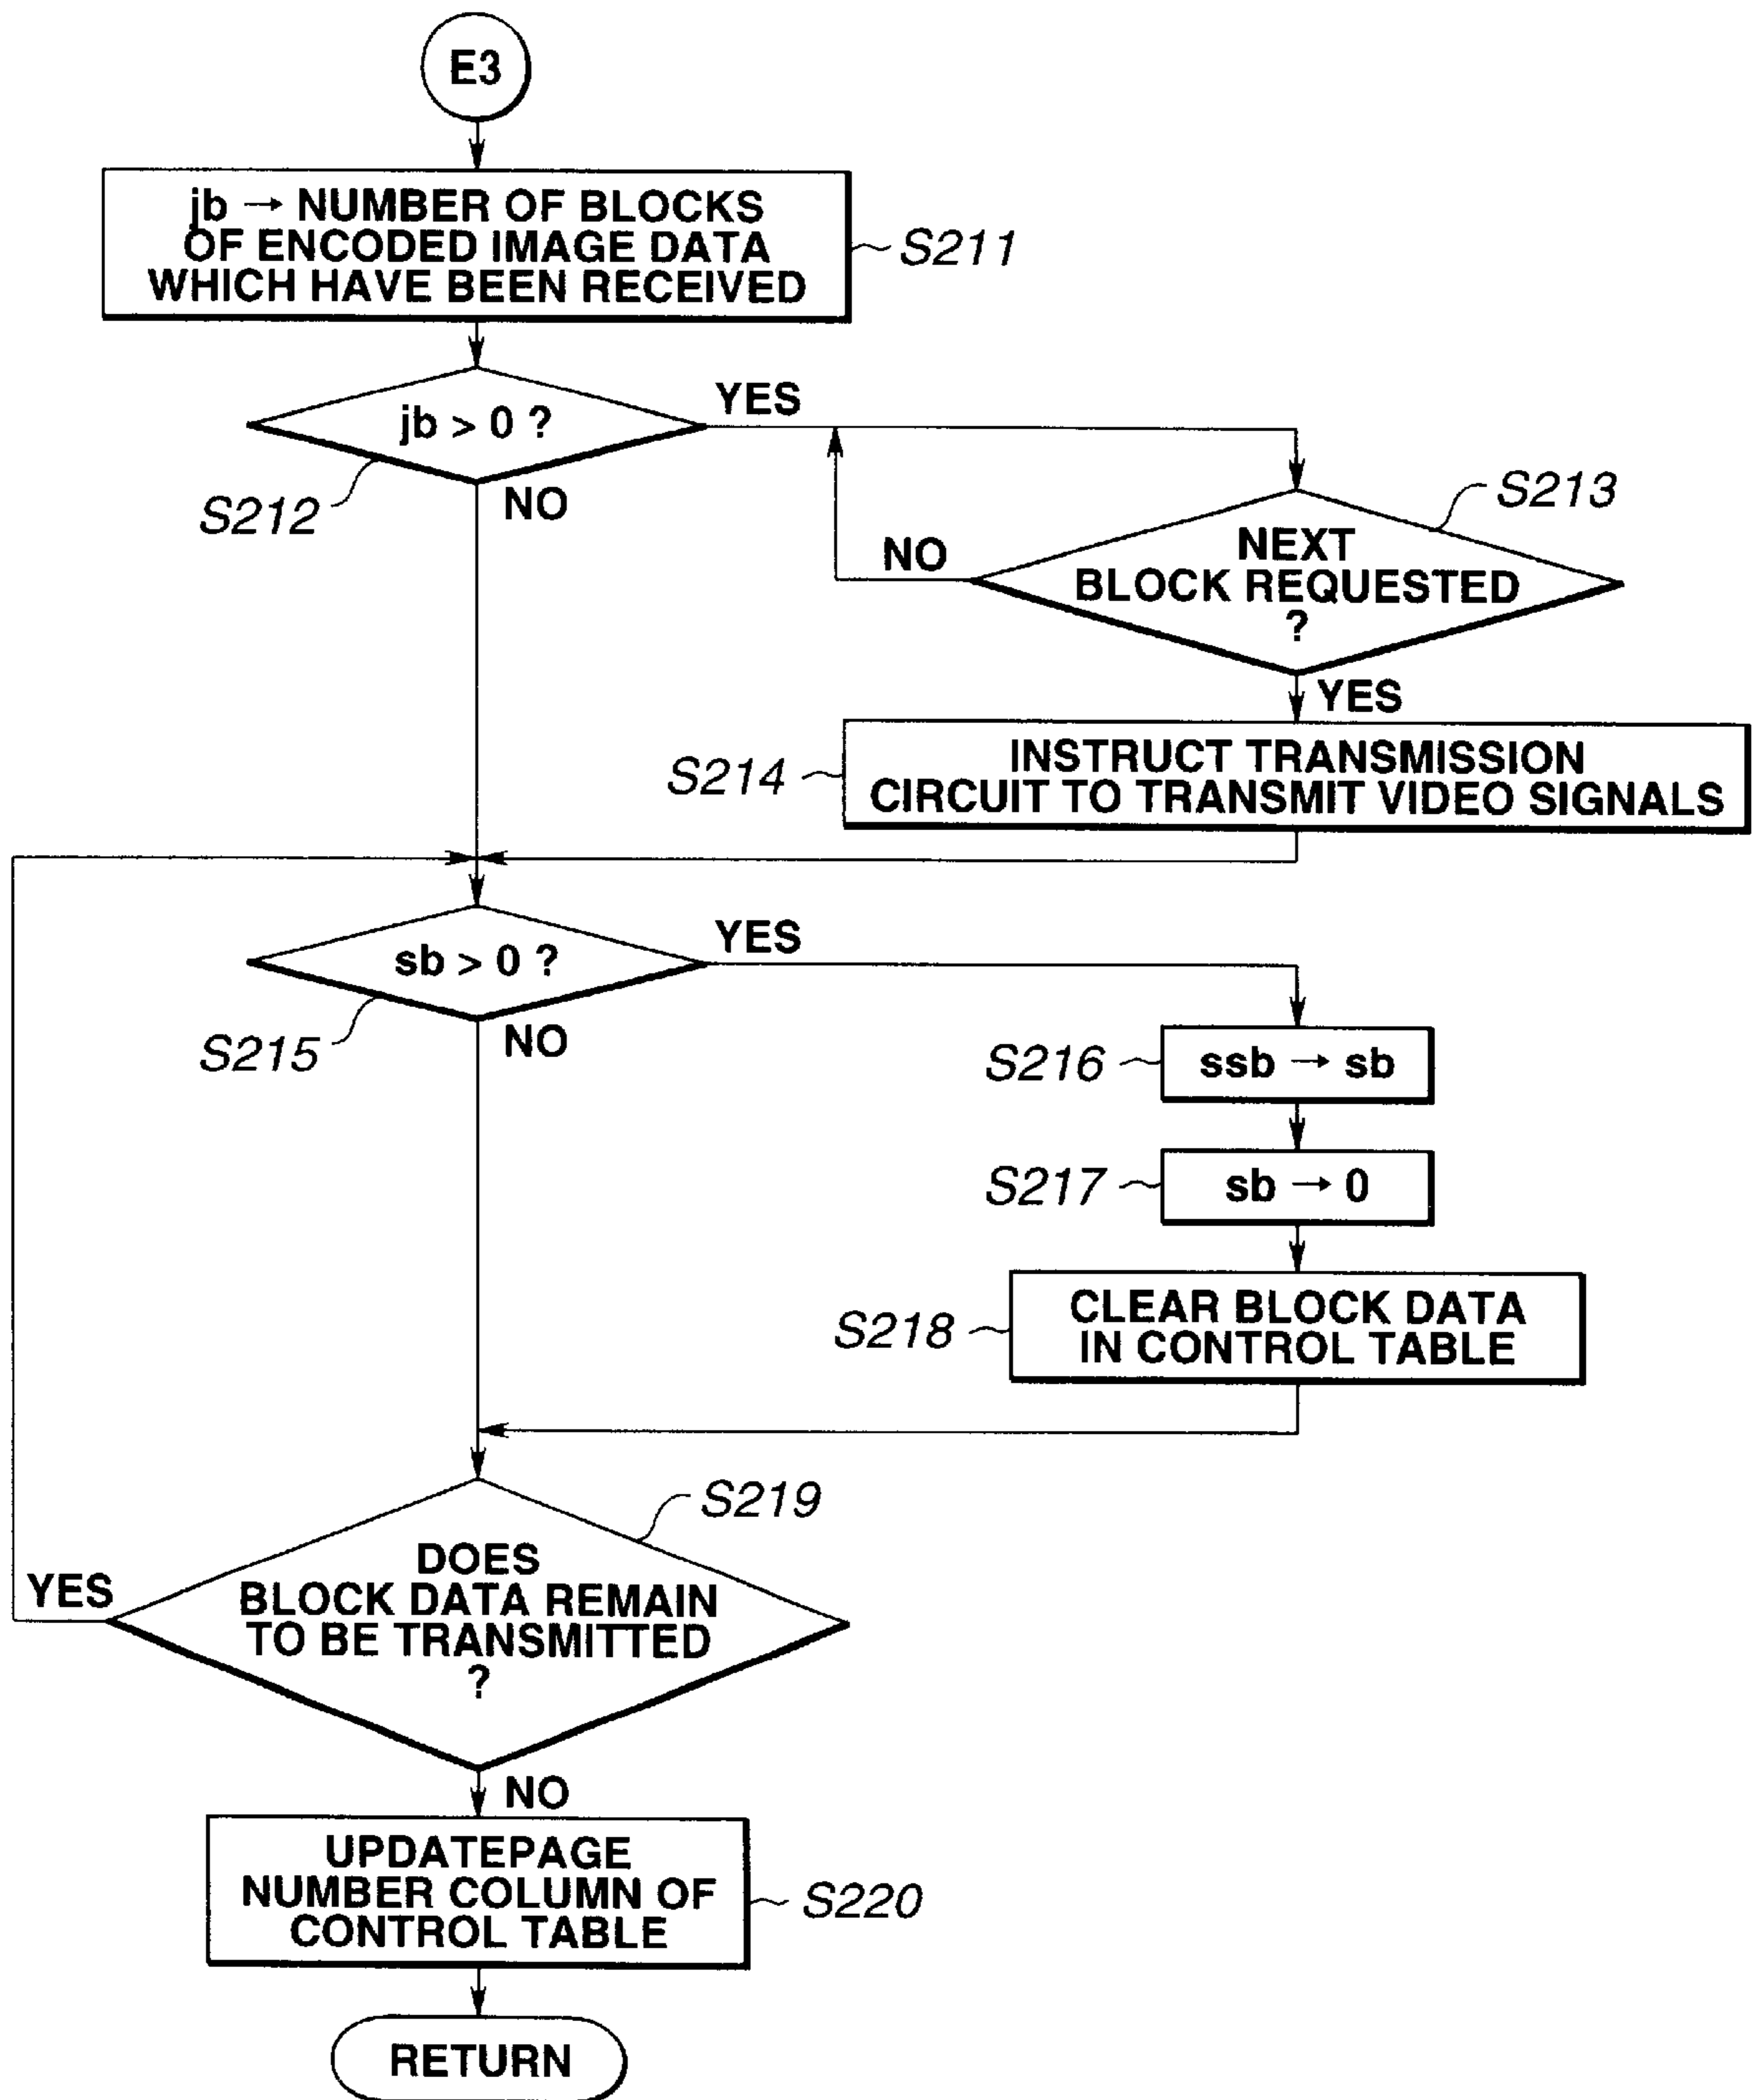 E3
jb → NUMBER OF BLOCKS
OF ENCODED IMAGE DATA
WHICH HAVE BEEN RECEIVED
S211
jb > 0 ?
YES
S212
NO
S213
NEXT
BLOCK REQUESTED
?
NO
YES
S214
INSTRUCT TRANSMISSION
CIRCUIT TO TRANSMIT VIDEO SIGNALS
sb > 0 ?
YES
S215
NO
S216
ssb → sb
S217
sb → 0
S218
CLEAR BLOCK DATA
IN CONTROL TABLE
S219
DOES
BLOCK DATA REMAIN
TO BE TRANSMITTED
?
YES
NO
UPDATEPAGE
NUMBER COLUMN OF
CONTROL TABLE
S220
RETURN